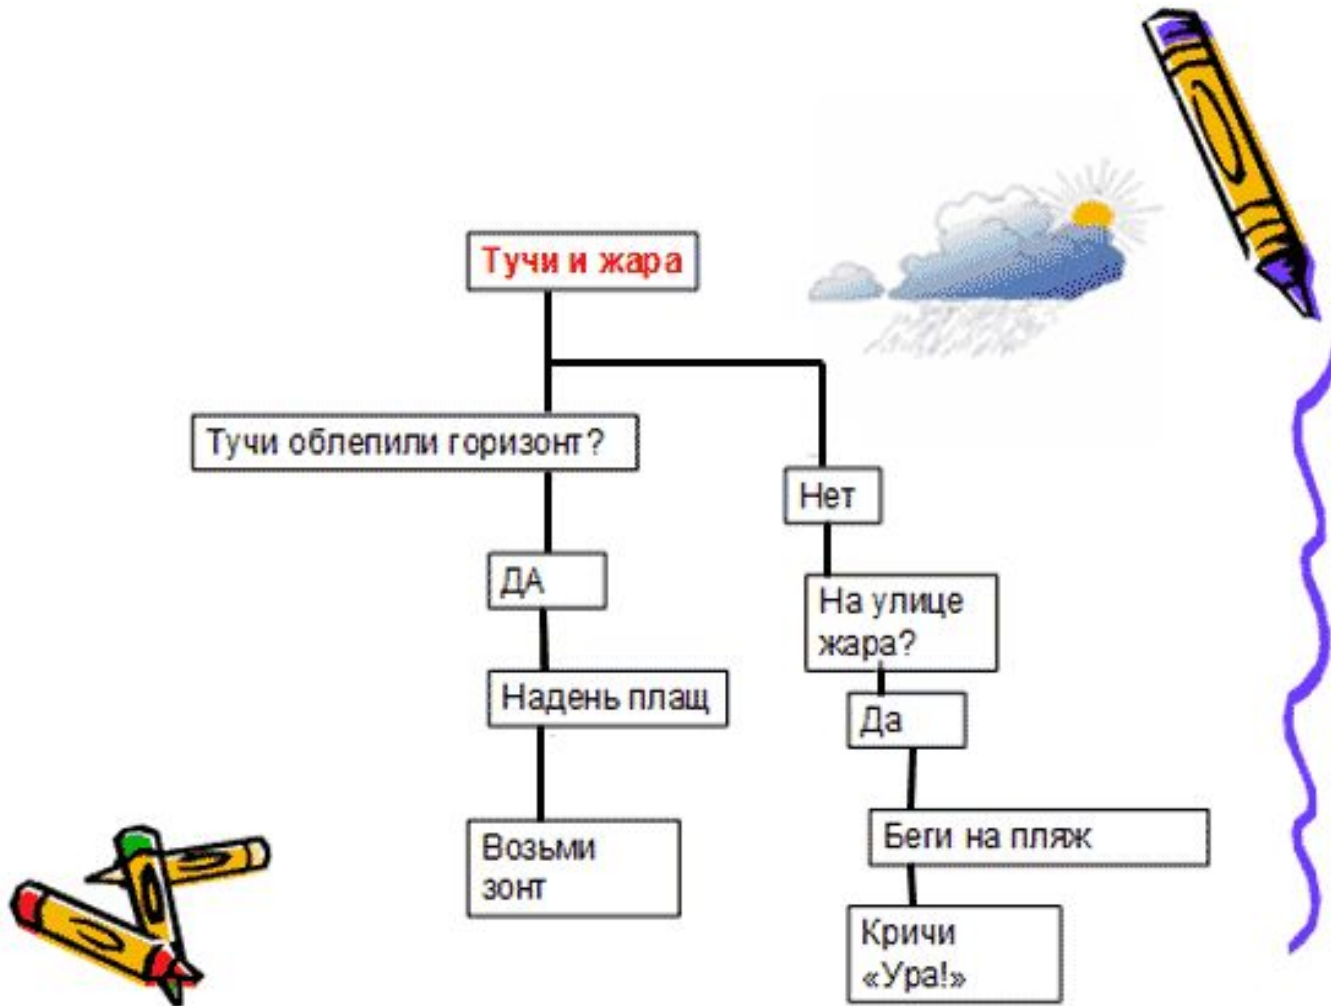 Тучи и жара
Тучи облепили горизонт?
Нет
ДА
На улице
жара?
Надень плащ
Да
Возьми
зонт
Беги на пляж
Кричи
«Ура!»